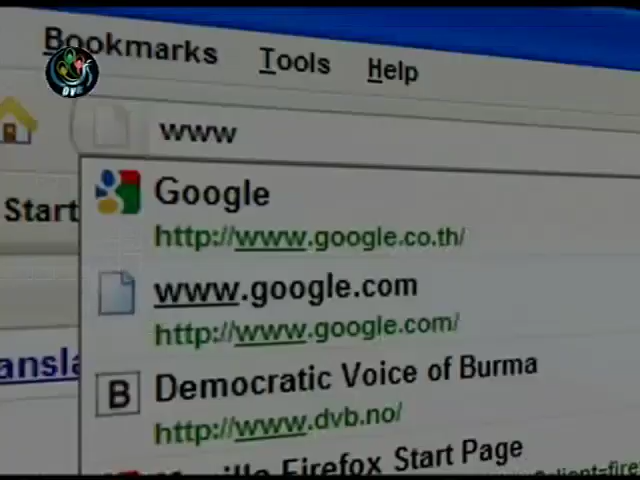 Bookmarks Tools Help
DVB
www
Start
Google
http://www.google.co.th/
www.google.com
http://www.google.com/
Democratic Voice of Burma
B
http://www.dvb.no/
Firefox Start Page